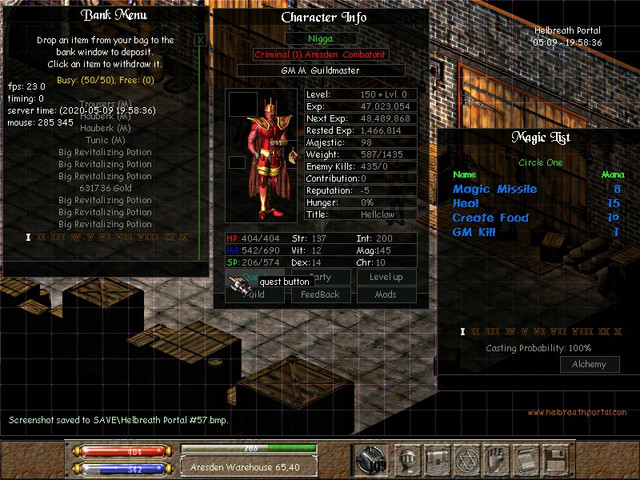 Bank Menu
Drop an item from your bag to the
bank window to deposit.
Click an item to withdraw it.
Busy: (50/50), Free: (0)
fps: 23 0
timing: 0
server time: (2020-05-09 19:58:36)
mouse: 285 345
Trousers (M)
Hauberk (M)
Hauberk (M)
Tunic (M)
Big Revitalizing Potion
Big Revitalizing Potion
Big Revitalizing Potion
631736 Gold
Big Revitalizing Potion
Big Revitalizing Potion
Big Revitalizing Potion
I II III IV V VI VII VIII IX X
X
Character Info
Nigga
Criminal (1) Aresden Combatant
GM M Guildmaster
Level: 150 + Lvl. 0
Exp: 47,023,054
Next Exp: 48,489,868
Rested Exp: 1,466,814
Majestic: 98
Weight: 587/1435
Enemy Kills: 435/0
Contribution: 0
Reputation: -5
Hunger: 0%
Title: Hellclaw
HP: 404/404 Str: 137 Int: 200
MP: 542/690 Vit: 12 Mag: 145
SP: 206/574 Dex: 14 Chr: 10
Party Level up
quest button
Guild FeedBack Mods
Helbreath Portal
05:09 - 19:58:36
Magic List
Circle One
Name Mana
Magic Missile 8
Heal 15
Create Food 10
GM Kill 1
I II III IV V VI VII VIII IX X
Casting Probability: 100%
Alchemy
www.helbreathportal.com
Screenshot saved to SAVE\Helbreath Portal #57.bmp.
404
542
206
Aresden Warehouse 65,40